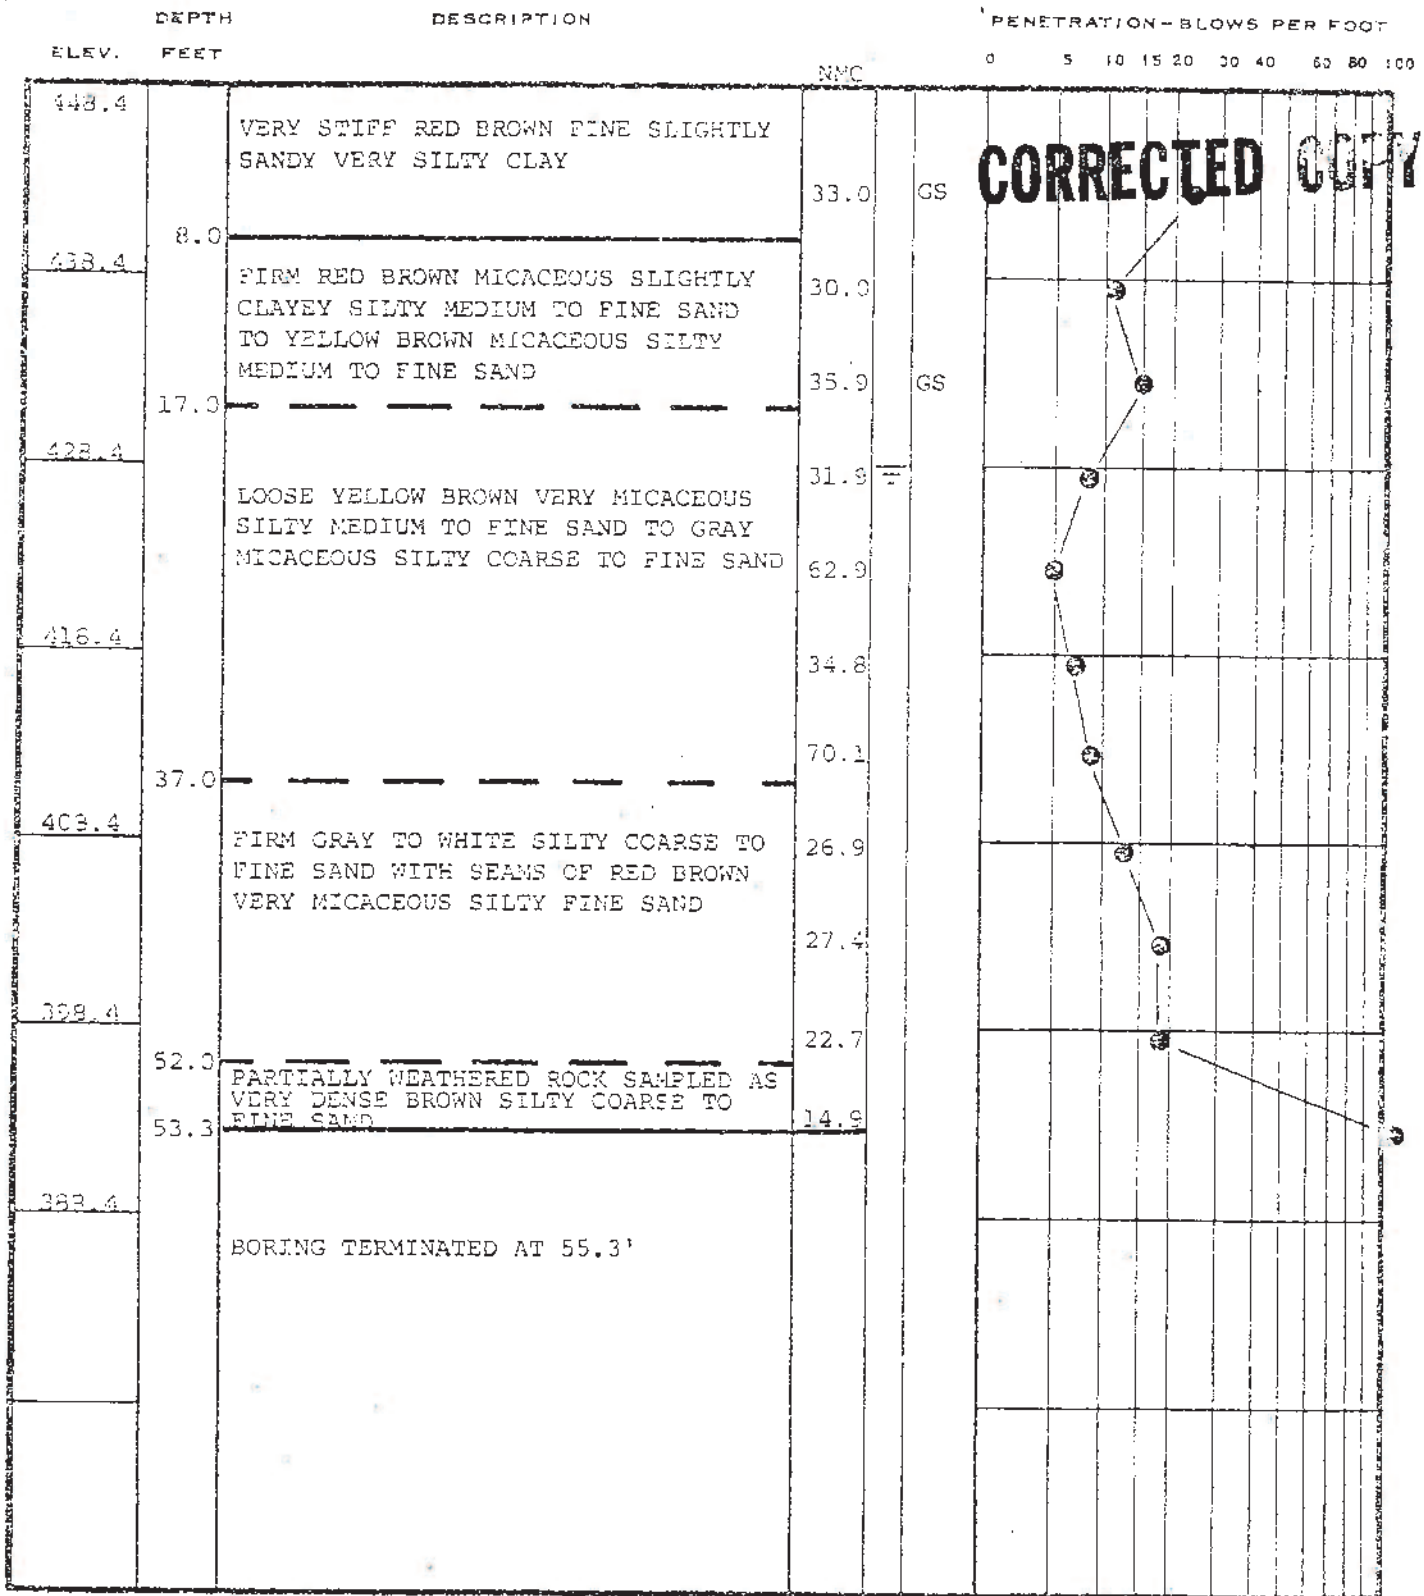 DEPTH DESCRIPTION 'PENETRATION-BLOWS PER FOOT
ELEV. FEET
0 5 10 15 20 30 40 60 80 100
NMC
448.4
VERY STIFF RED BROWN FINE SLIGHTLY
SANDY VERY SILTY CLAY
CORRECTED COPY
33.0 GS
8.0
438.4
FIRM RED BROWN MICACEOUS SLIGHTLY
30.0
CLAYEY SILTY MEDIUM TO FINE SAND
TO YELLOW BROWN MICACEOUS SILTY
MEDIUM TO FINE SAND
35.9 GS
17.0
428.4
31.9
LOOSE YELLOW BROWN VERY MICACEOUS
SILTY MEDIUM TO FINE SAND TO GRAY
MICACEOUS SILTY COARSE TO FINE SAND
62.9
416.4
34.8
70.1
37.0
403.4
FIRM GRAY TO WHITE SILTY COARSE TO
26.9
FINE SAND WITH SEAMS OF RED BROWN
VERY MICACEOUS SILTY FINE SAND
27.4
398.4
22.7
52.0
PARTIALLY WEATHERED ROCK SAMPLED AS
VERY DENSE BROWN SILTY COARSE TO
FINE SAND
14.9
53.3
383.4
BORING TERMINATED AT 55.3'